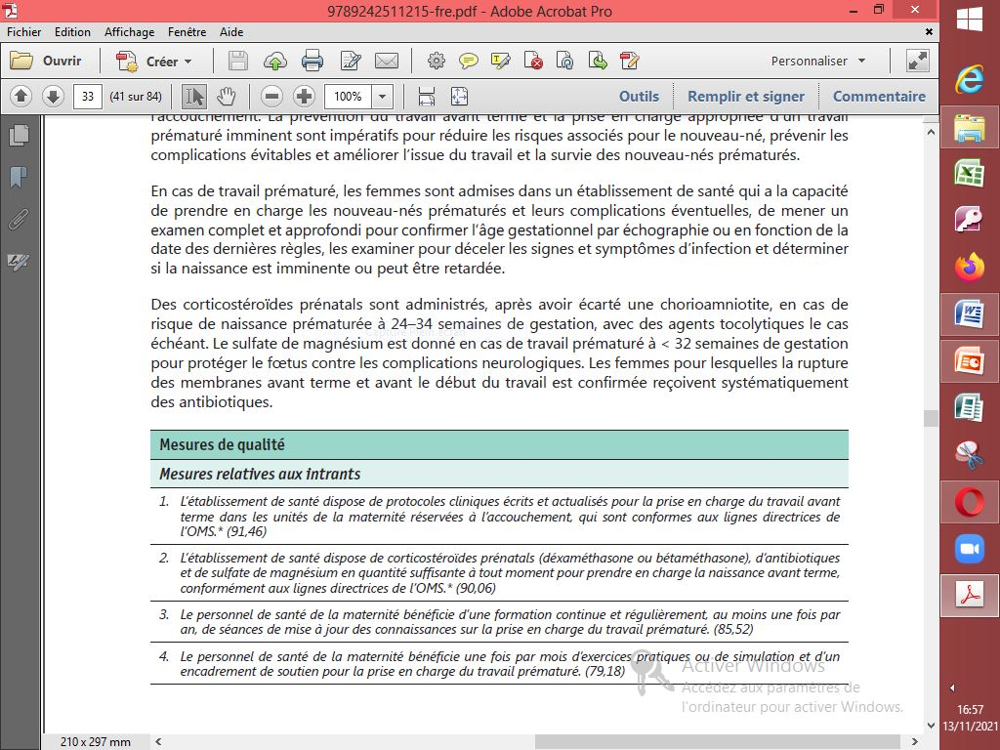 9789242511215-fre.pdf - Adobe Acrobat Pro
Fichier Edition Affichage Fenêtre Aide
Ouvrir Créer Personnaliser
33 (41 sur 84) 100% Outils Remplir et signer Commentaire
l'accouchement. La prévention du travail avant terme et la prise en charge appropriée d'un travail
prématuré imminent sont impératifs pour réduire les risques associés pour le nouveau-né, prévenir les
complications évitables et améliorer l'issue du travail et la survie des nouveau-nés prématurés.
En cas de travail prématuré, les femmes sont admises dans un établissement de santé qui a la capacité
de prendre en charge les nouveau-nés prématurés et leurs complications éventuelles, de mener un
examen complet et approfondi pour confirmer l'âge gestationnel par échographie ou en fonction de la
date des dernières règles, les examiner pour déceler les signes et symptômes d'infection et déterminer
si la naissance est imminente ou peut être retardée.
Des corticostéroïdes prénatals sont administrés, après avoir écarté une chorioamniotite, en cas de
risque de naissance prématurée à 24–34 semaines de gestation, avec des agents tocolytiques le cas
échéant. Le sulfate de magnésium est donné en cas de travail prématuré à < 32 semaines de gestation
pour protéger le fœtus contre les complications neurologiques. Les femmes pour lesquelles la rupture
des membranes avant terme et avant le début du travail est confirmée reçoivent systématiquement
des antibiotiques.
Mesures de qualité
Mesures relatives aux intrants
1. L'établissement de santé dispose de protocoles cliniques écrits et actualisés pour la prise en charge du travail avant
terme dans les unités de la maternité réservées à l'accouchement, qui sont conformes aux lignes directrices de
l'OMS.* (91,46)
2. L'établissement de santé dispose de corticostéroïdes prénatals (déxaméthasone ou bétaméthasone), d'antibiotiques
et de sulfate de magnésium en quantité suffisante à tout moment pour prendre en charge la naissance avant terme,
conformément aux lignes directrices de l'OMS.* (90,06)
3. Le personnel de santé de la maternité bénéficie d'une formation continue et régulièrement, au moins une fois par
an, de séances de mise à jour des connaissances sur la prise en charge du travail prématuré. (85,52)
4. Le personnel de santé de la maternité bénéficie une fois par mois d'exercices pratiques ou de simulation et d'un
encadrement de soutien pour la prise en charge du travail prématuré. (79,18)
Activer Windows
Accédez aux paramètres de
l'ordinateur pour activer Windows.
210 x 297 mm
16:57
13/11/2021